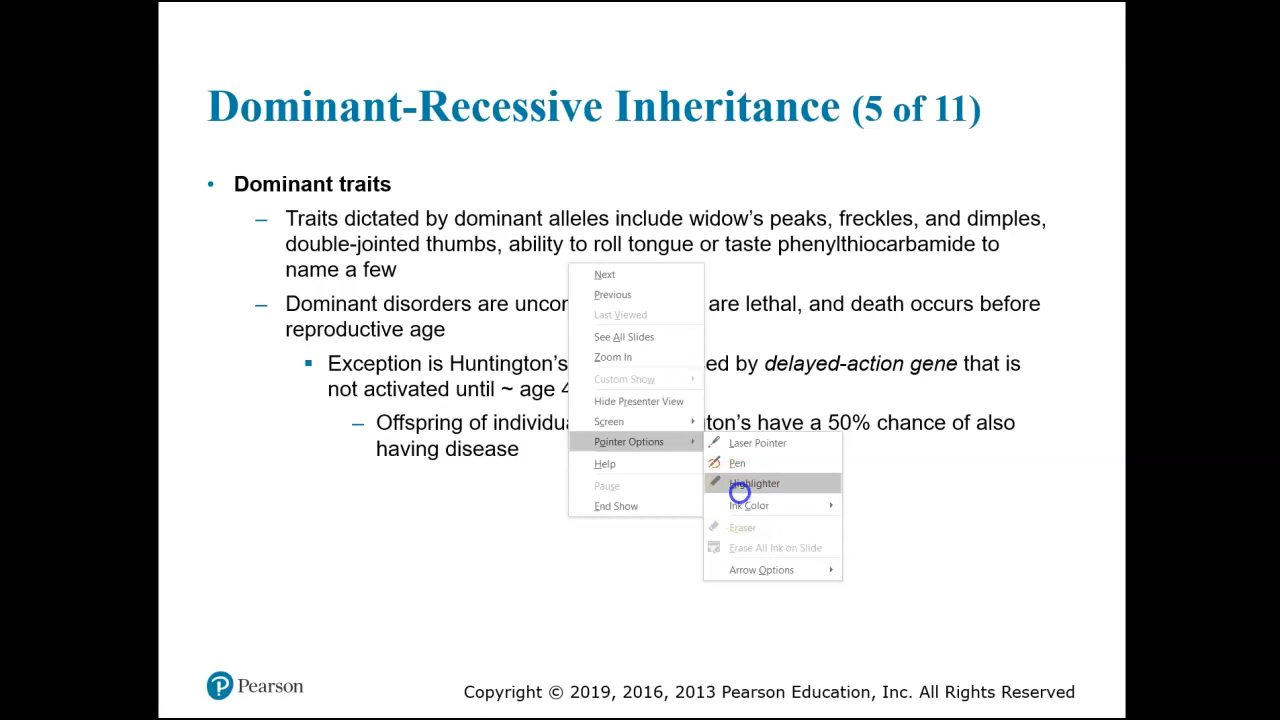 Dominant-Recessive Inheritance (5 of 11)
• Dominant traits
– Traits dictated by dominant alleles include widow's peaks, freckles, and dimples,
double-jointed thumbs, ability to roll tongue or taste phenylthiocarbamide to
name a few
– Dominant disorders are are lethal, and death occurs before
reproductive age
▪ Exception is Huntington's by delayed-action gene that is
not activated until ~ age
– Offspring of have a 50% chance of also
having disease
Next
Previous
Last Viewed
See All Slides
Zoom In
Custom Show
Hide Presenter View
Screen
Pointer Options
Help
Pause
End Show
Laser Pointer
Pen
Highlighter
Ink Color
Eraser
Erase All Ink on Slide
Arrow Options
Pearson
Copyright © 2019, 2016, 2013 Pearson Education, Inc. All Rights Reserved